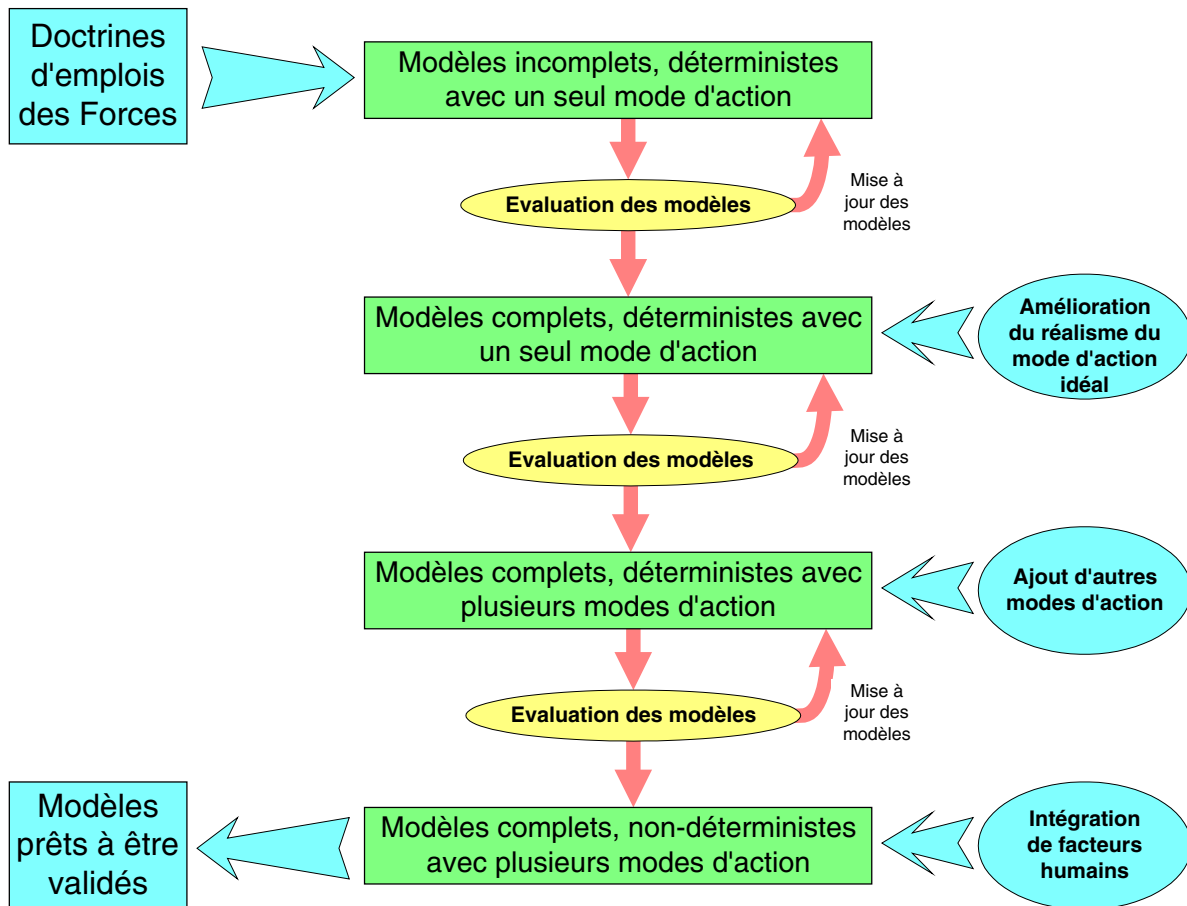 Doctrines
d'emplois
des Forces
Modèles incomplets, déterministes
avec un seul mode d'action
Evaluation des modèles
Mise à
jour des
modèles
Modèles complets, déterministes avec
un seul mode d'action
Amélioration
du réalisme du
mode d'action
idéal
Evaluation des modèles
Mise à
jour des
modèles
Modèles complets, déterministes avec
plusieurs modes d'action
Ajout d'autres
modes d'action
Evaluation des modèles
Mise à
jour des
modèles
Modèles
prêts à être
validés
Modèles complets, non-déterministes
avec plusieurs modes d'action
Intégration
de facteurs
humains